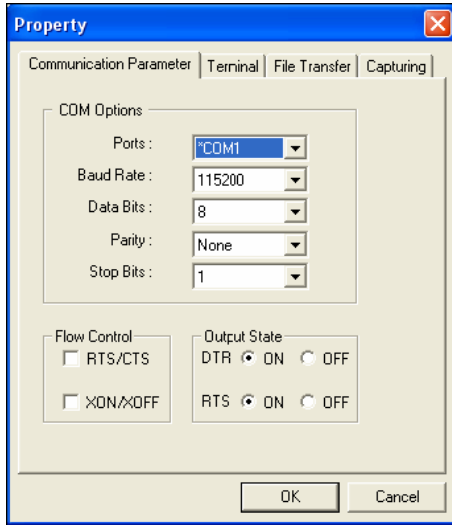 Property
Communication Parameter Terninal File Transfer Capturing
COM Options
Ports : *COM1
Baud Rate : 115200
Data Bits : 8
Parity : None
Stop Bits : 1
Flow Control Output State
RTS/CTS DTR ON OFF
XON/XOFF RTS ON OFF
OK Cancel